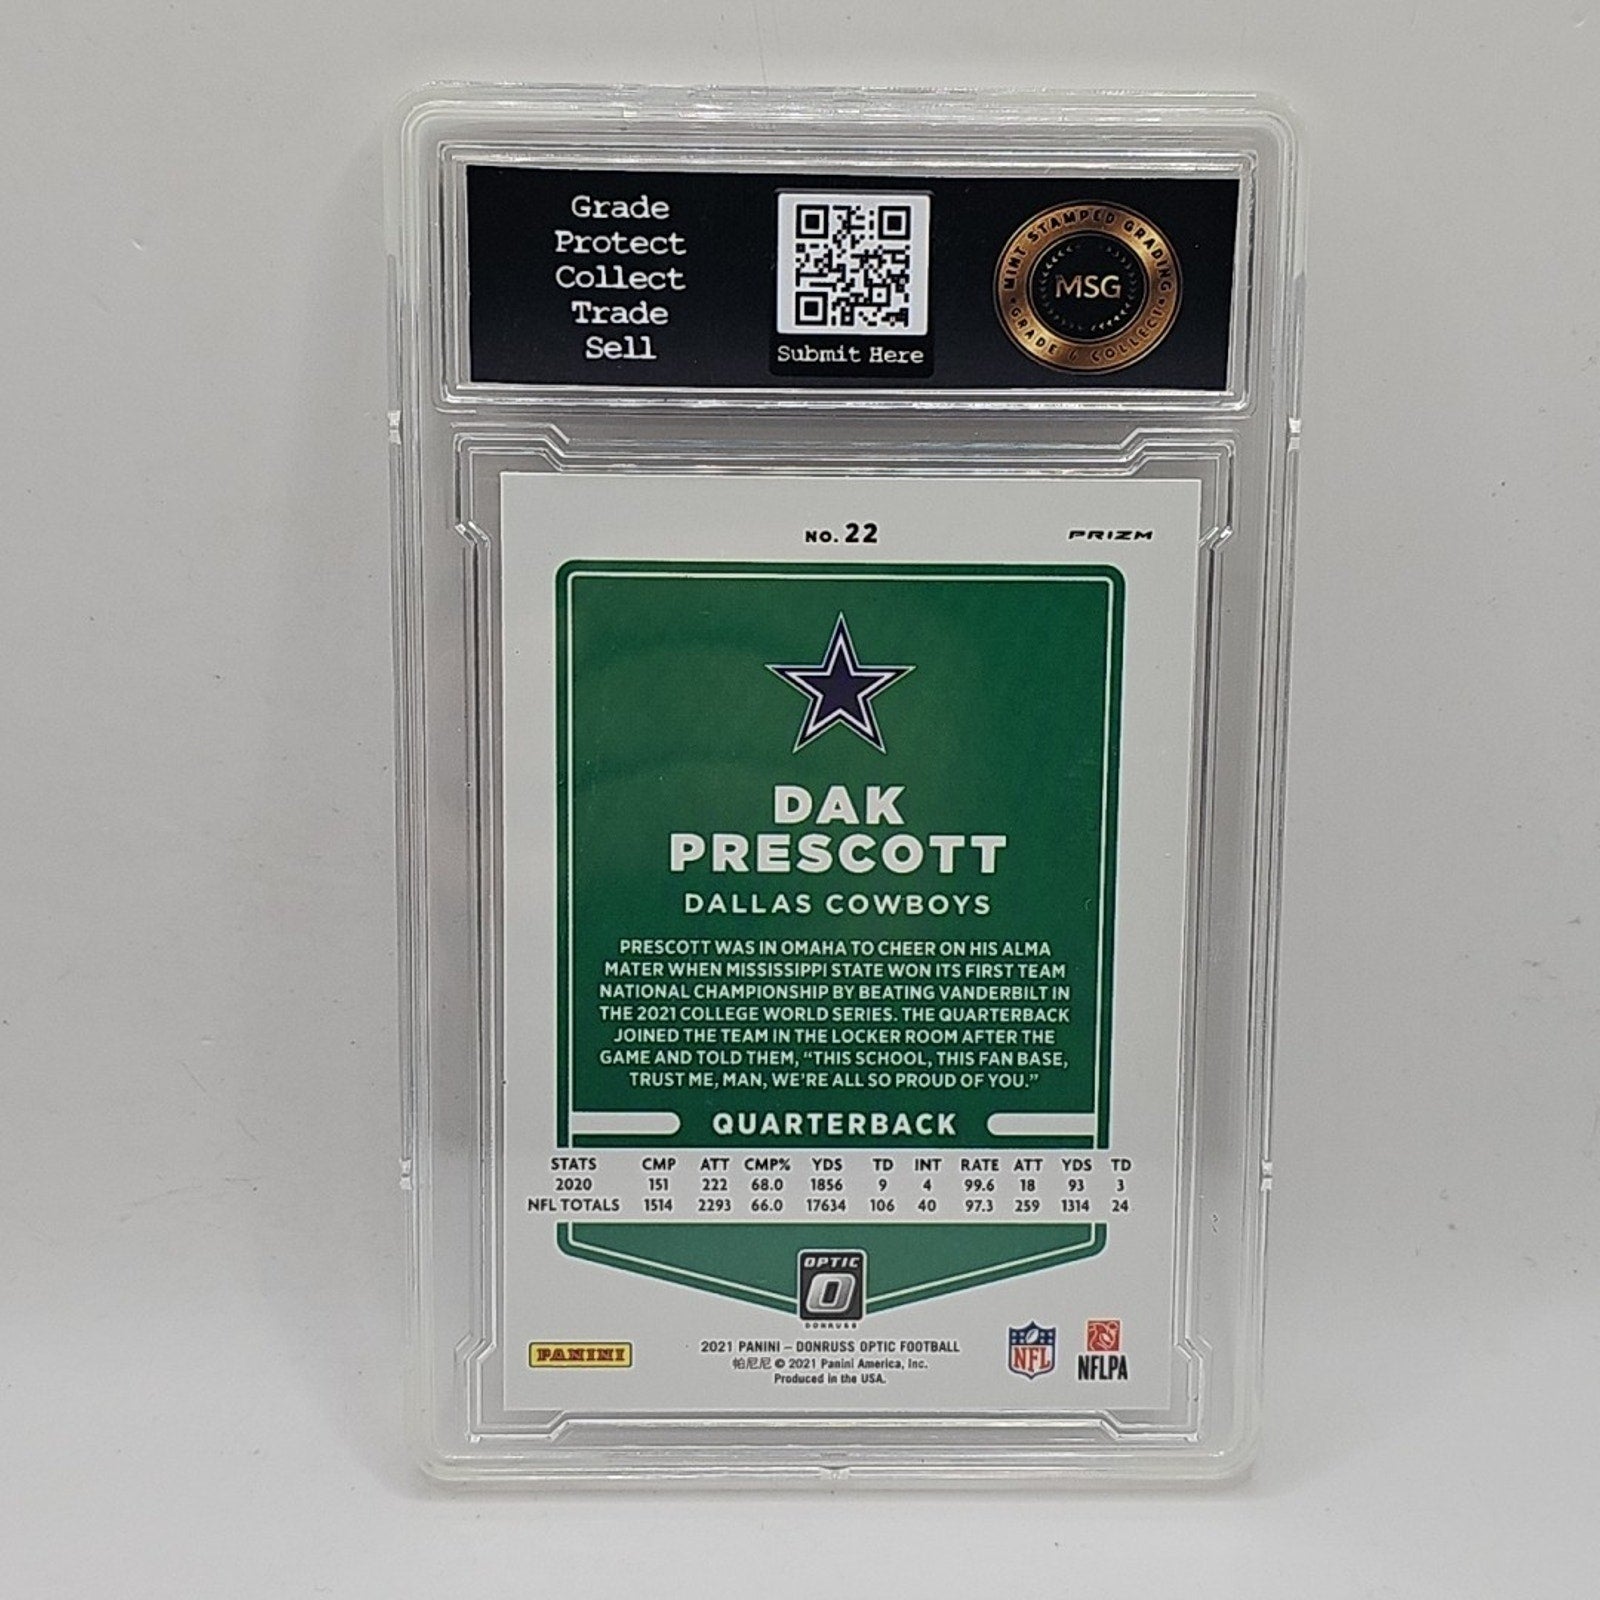 Grade
Protect
Collect
Trade
Sell
Submit Here
MINT STAMPED GRADING
MSG
GRADE & COLLECT
NO. 22
PRIZM
DAK
PRESCOTT
DALLAS COWBOYS
PRESCOTT WAS IN OMAHA TO CHEER ON HIS ALMA
MATER WHEN MISSISSIPPI STATE WON ITS FIRST TEAM
NATIONAL CHAMPIONSHIP BY BEATING VANDERBILT IN
THE 2021 COLLEGE WORLD SERIES. THE QUARTERBACK
JOINED THE TEAM IN THE LOCKER ROOM AFTER THE
GAME AND TOLD THEM, “THIS SCHOOL, THIS FAN BASE,
TRUST ME, MAN, WE’RE ALL SO PROUD OF YOU.”
QUARTERBACK
STATS CMP ATT CMP% YDS TD INT RATE ATT YDS TD
2020 151 222 68.0 1856 9 4 99.6 18 93 3
NFL TOTALS 1514 2293 66.0 17634 106 40 97.3 259 1314 24
OPTIC
O
DONRUSS
PANINI
2021 PANINI – DONRUSS OPTIC FOOTBALL
帕尼尼 © 2021 Panini America, Inc.
Produced in the USA.
NFL
NFLPA